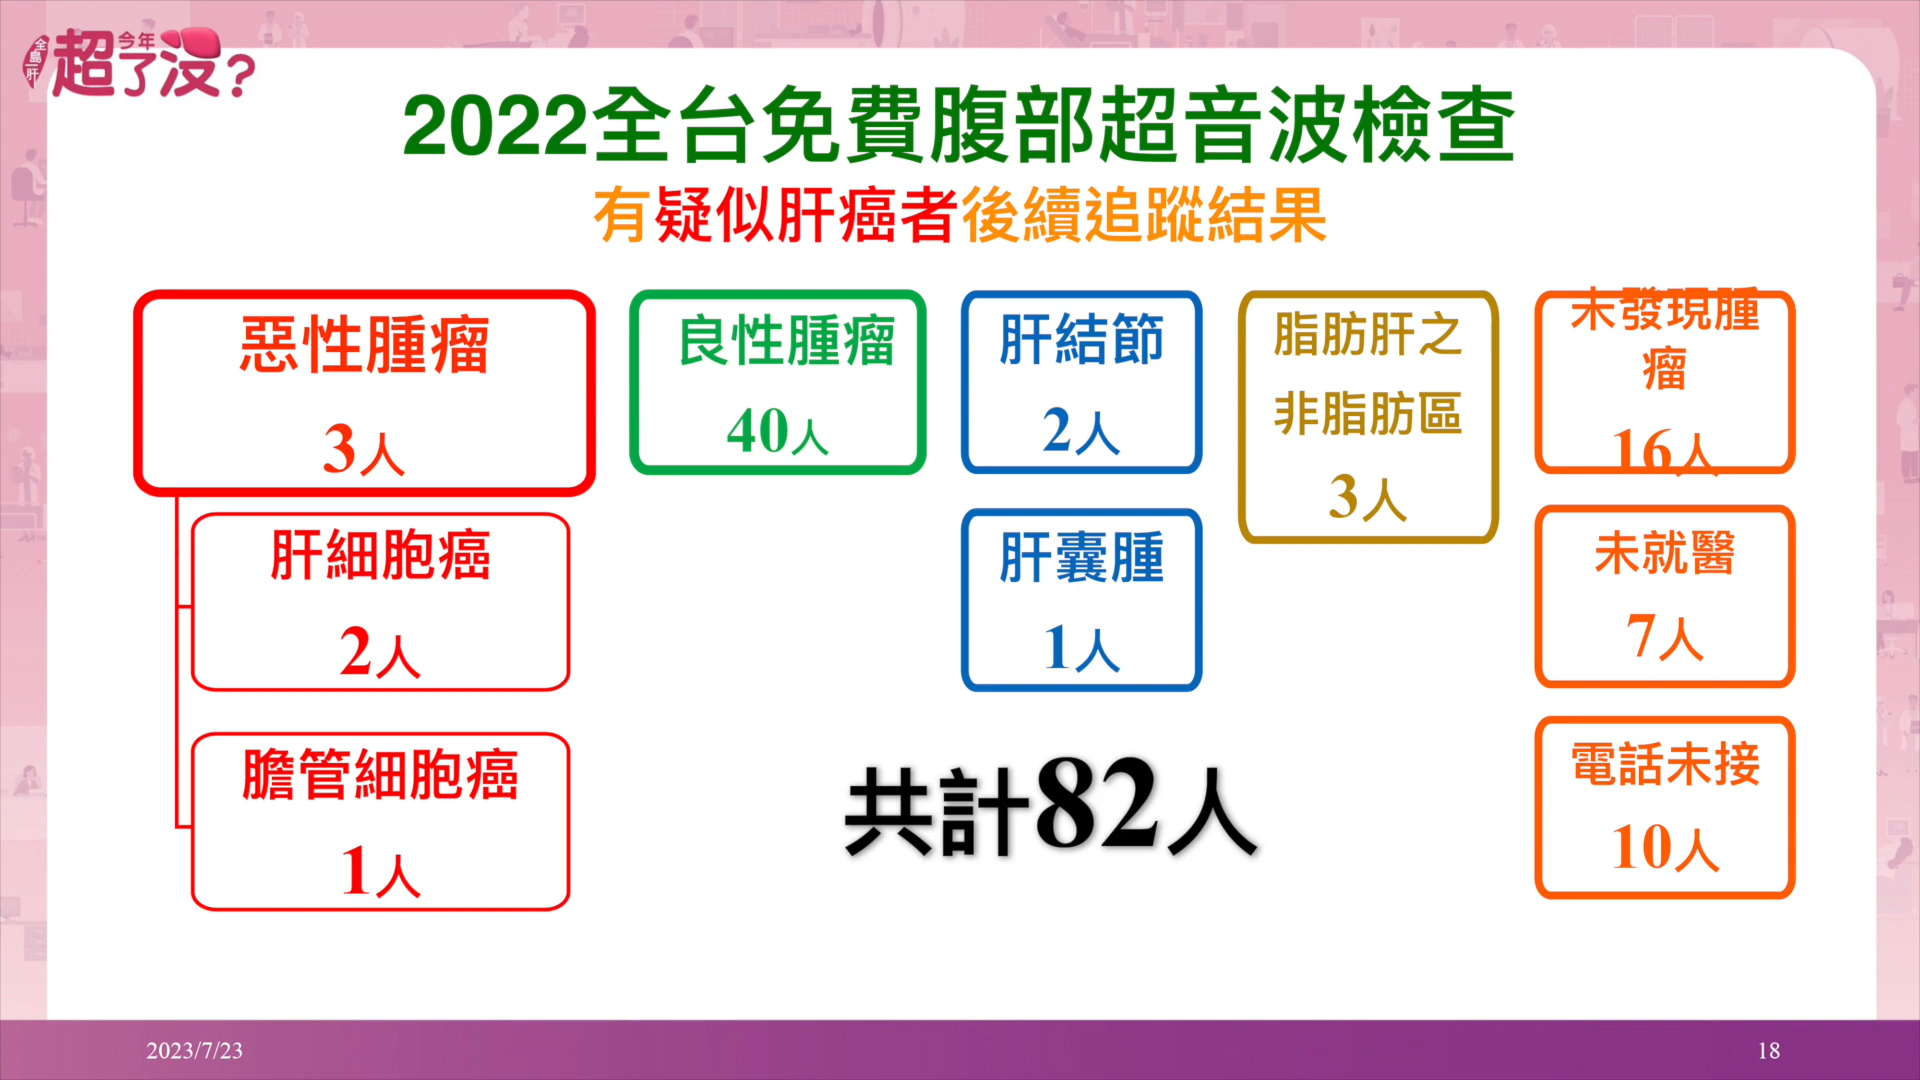 全島肝
今年
超了沒?
2022全台免費腹部超音波檢查
有疑似肝癌者後續追蹤結果
惡性腫瘤
3人
肝細胞癌
2人
膽管細胞癌
1人
良性腫瘤
40人
肝結節
2人
肝囊腫
1人
脂肪肝之
非脂肪區
3人
未發現腫
瘤
16人
未就醫
7人
電話未接
10人
共計82人
2023/7/23
18